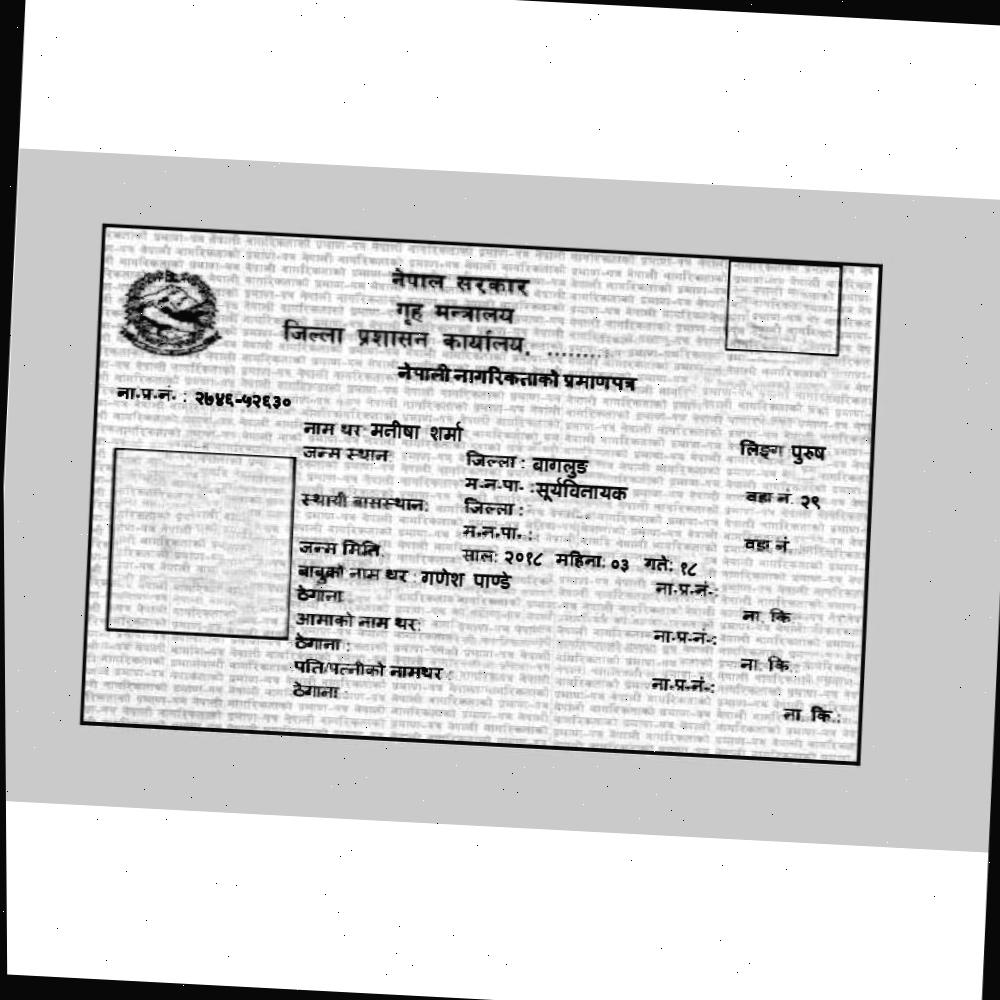 नेपाल सरकार
गृह मन्त्रालय
जिल्ला प्रशासन कार्यालय, ........
नेपाली नागरिकताको प्रमाणपत्र
ना.प्र.नं. : २७४६-५२६३०
नाम थर: मनीषा शर्मा लिङ्ग पुरुष
जन्म स्थान: जिल्ला : बागलुङ
म.न.पा. : सूर्यविनायक वडा नं. २९
स्थायी बासस्थान: जिल्ला :
म.न.पा. : वडा नं.
जन्म मिति: साल: २०१८ महिना: ०३ गते: १८
बाबुको नाम थर : गणेश पाण्डे ना.प्र.नं.:
ठेगाना: ना. कि.
आमाको नाम थर: ना.प्र.नं.:
ठेगाना : ना. कि.
पति/पत्नीको नामथर : ना.प्र.नं.:
ठेगाना: ना. कि.: